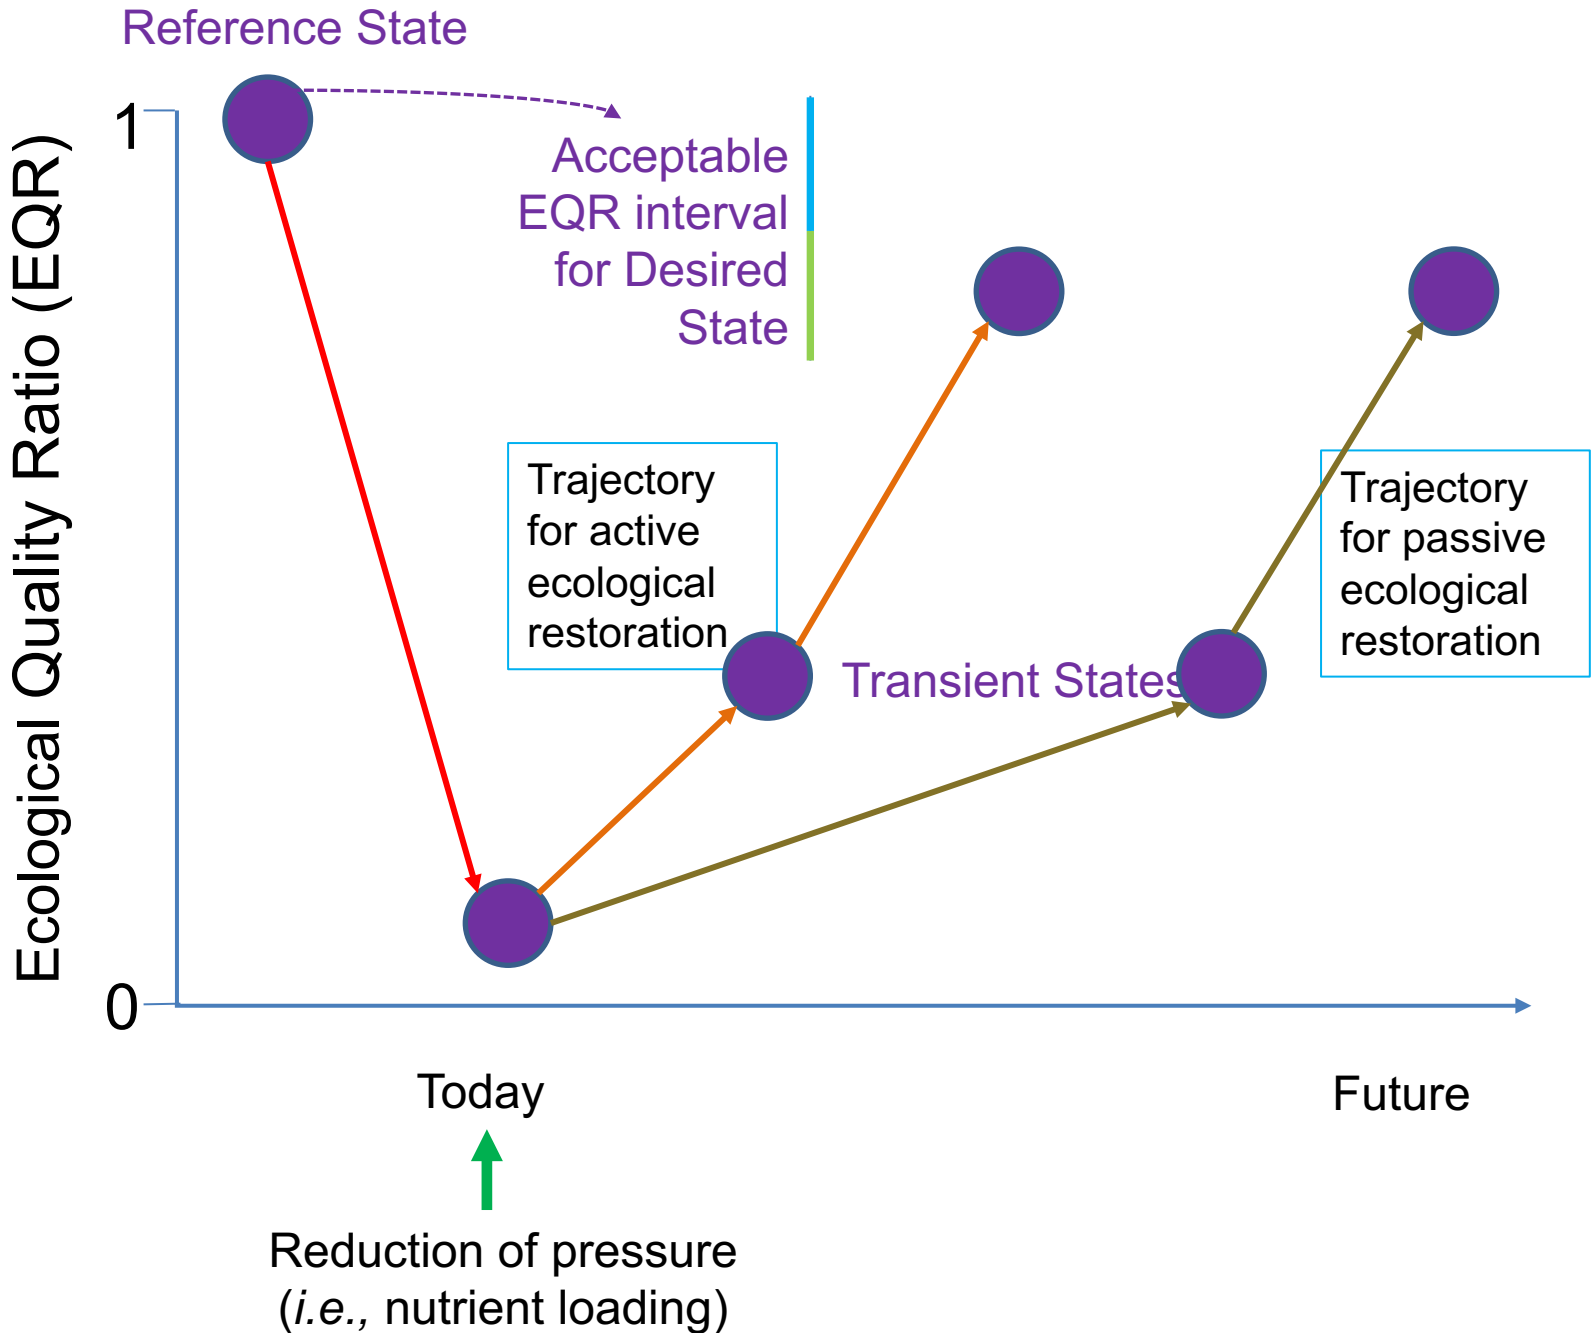 Reference State
1
Acceptable
EQR interval
for Desired
State
Ecological Quality Ratio (EQR)
Trajectory
for active
ecological
restoration
Trajectory
for passive
ecological
restoration
Transient States
0
Today
Future
Reduction of pressure
(i.e., nutrient loading)